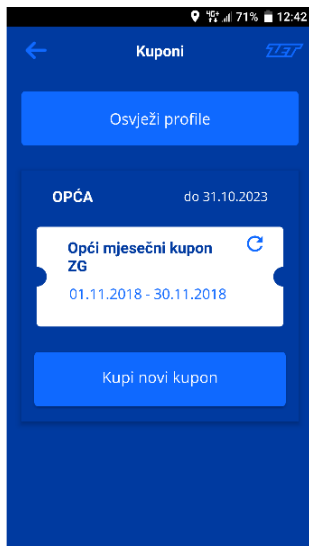 4G+ 71% 12:42
Kuponi ZET
Osvježi profile
OPĆA do 31.10.2023
Opći mjesečni kupon
ZG
01.11.2018 - 30.11.2018
Kupi novi kupon